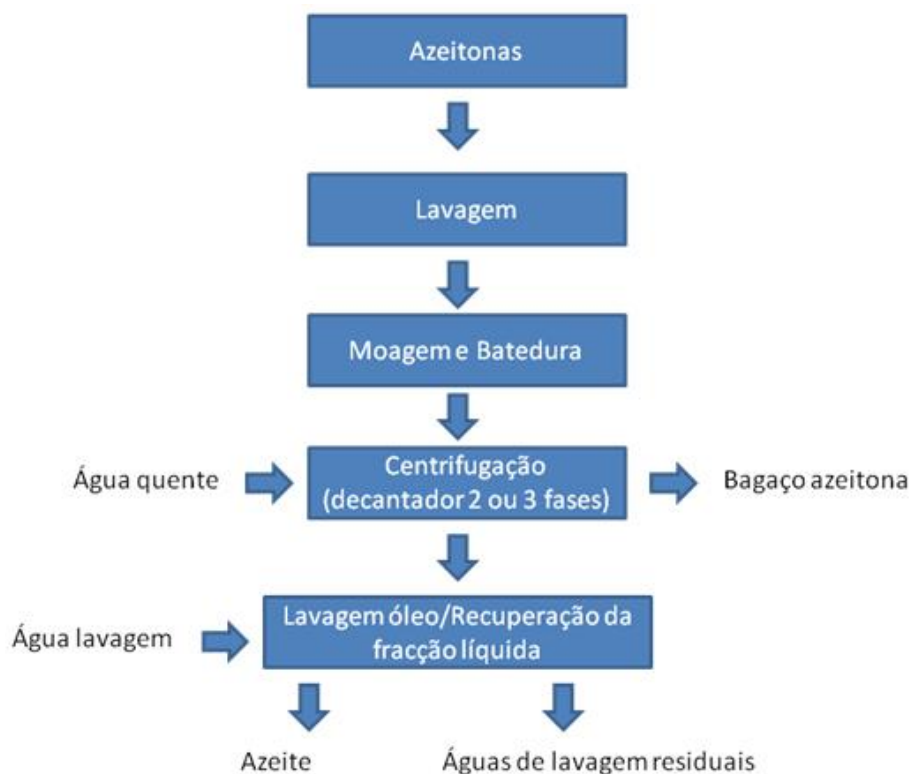 Azeitonas
Lavagem
Moagem e Batedura
Água quente
Centrifugação
(decantador 2 ou 3 fases)
Bagaço azeitona
Água lavagem
Lavagem óleo/Recuperação da
fracção líquida
Azeite
Águas de lavagem residuais